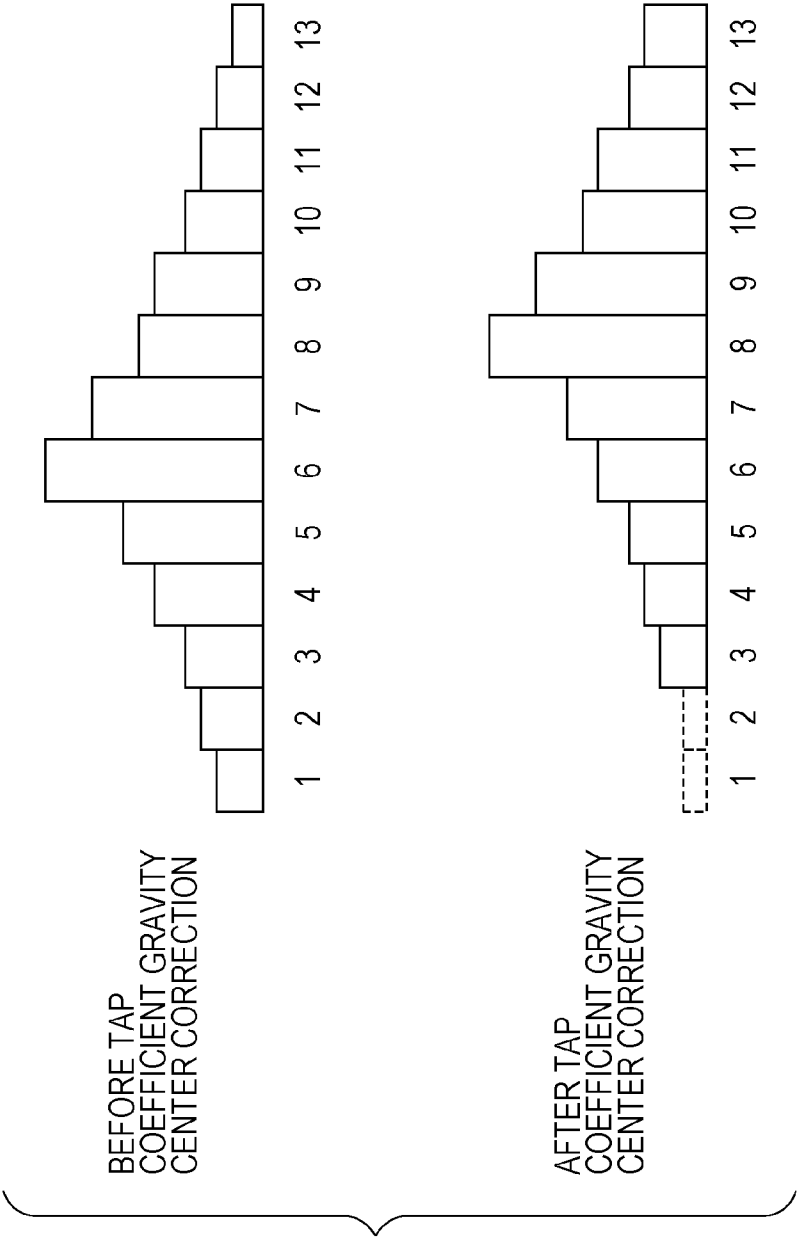 BEFORE TAP
COEFFICIENT GRAVITY
CENTER CORRECTION
1 2 3 4 5 6 7 8 9 10 11 12 13
AFTER TAP
COEFFICIENT GRAVITY
CENTER CORRECTION
1 2 3 4 5 6 7 8 9 10 11 12 13